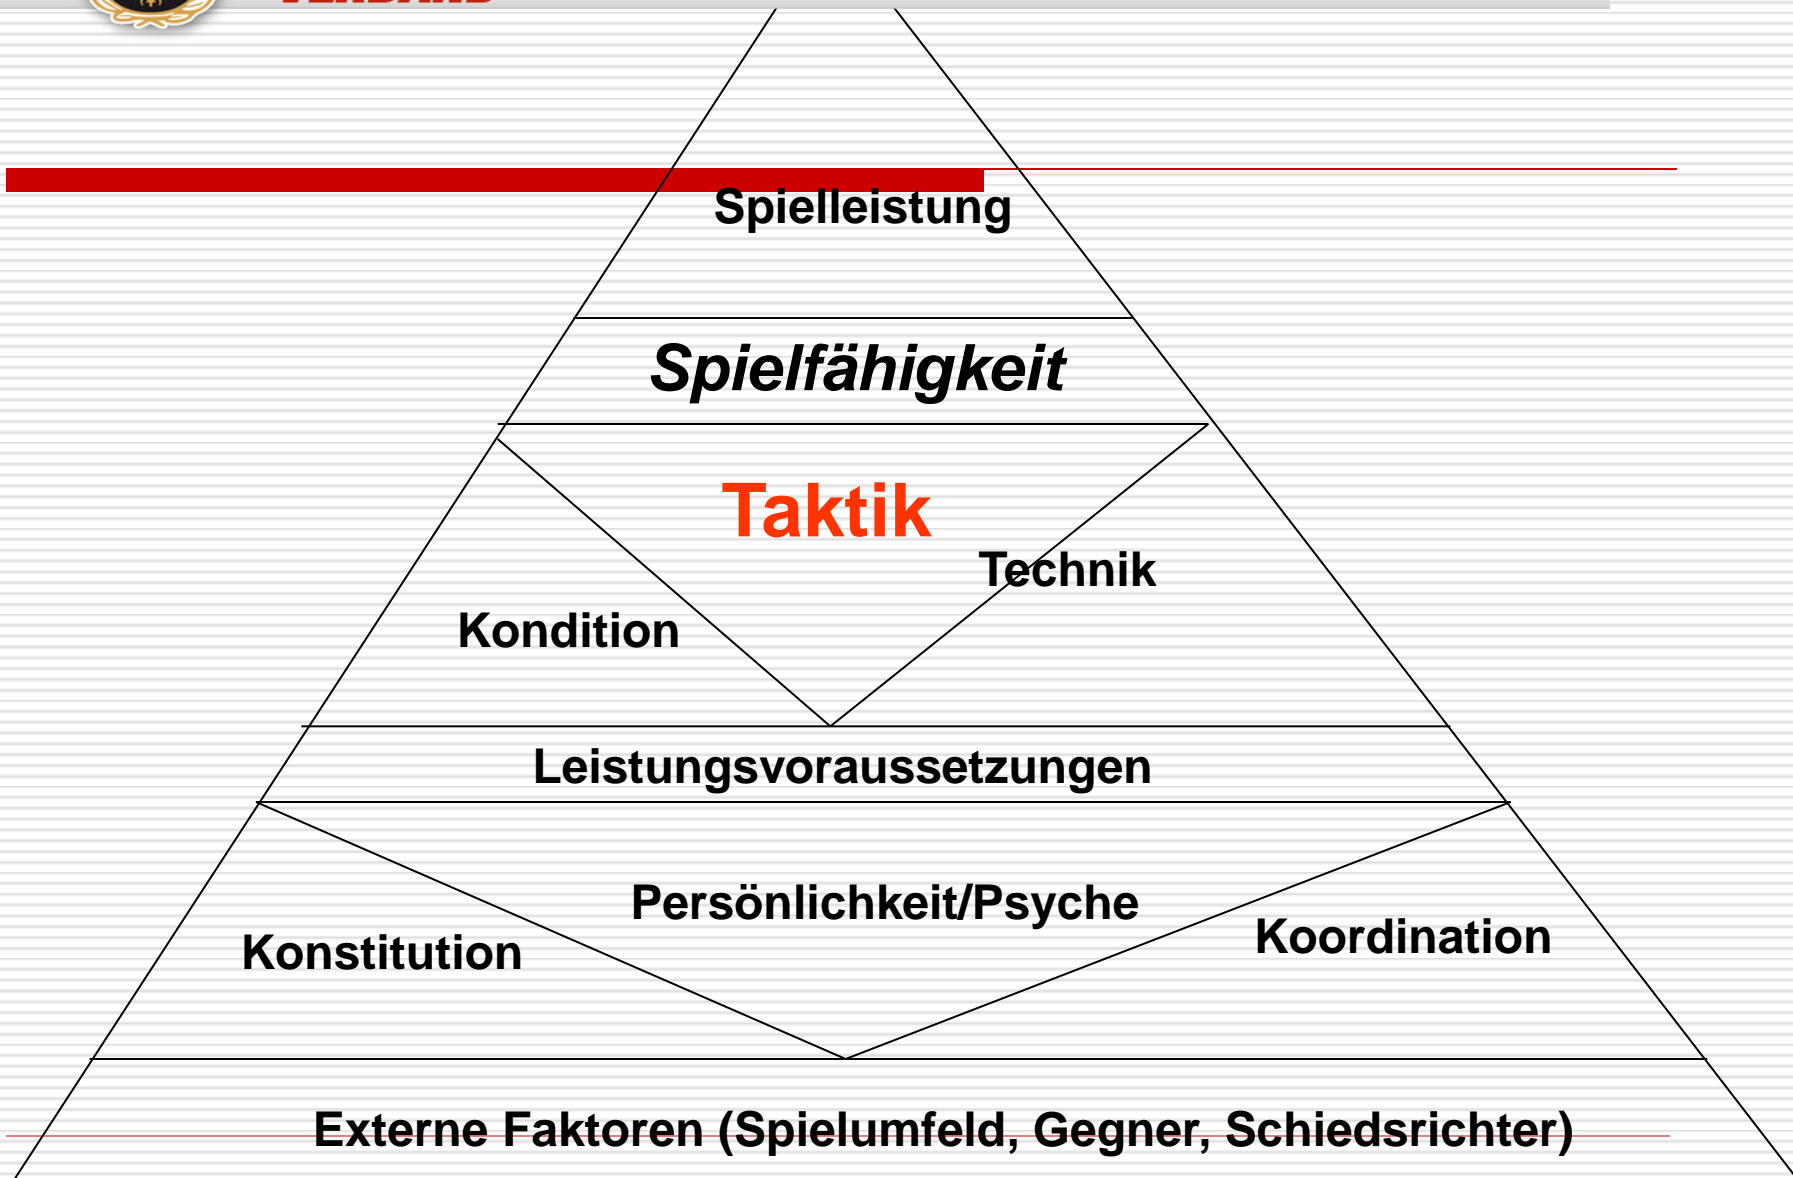 Spielleistung
Spielfähigkeit
Taktik
Technik
Kondition
Leistungsvoraussetzungen
Persönlichkeit/Psyche
Koordination
Konstitution
Externe Faktoren (Spielumfeld, Gegner, Schiedsrichter)